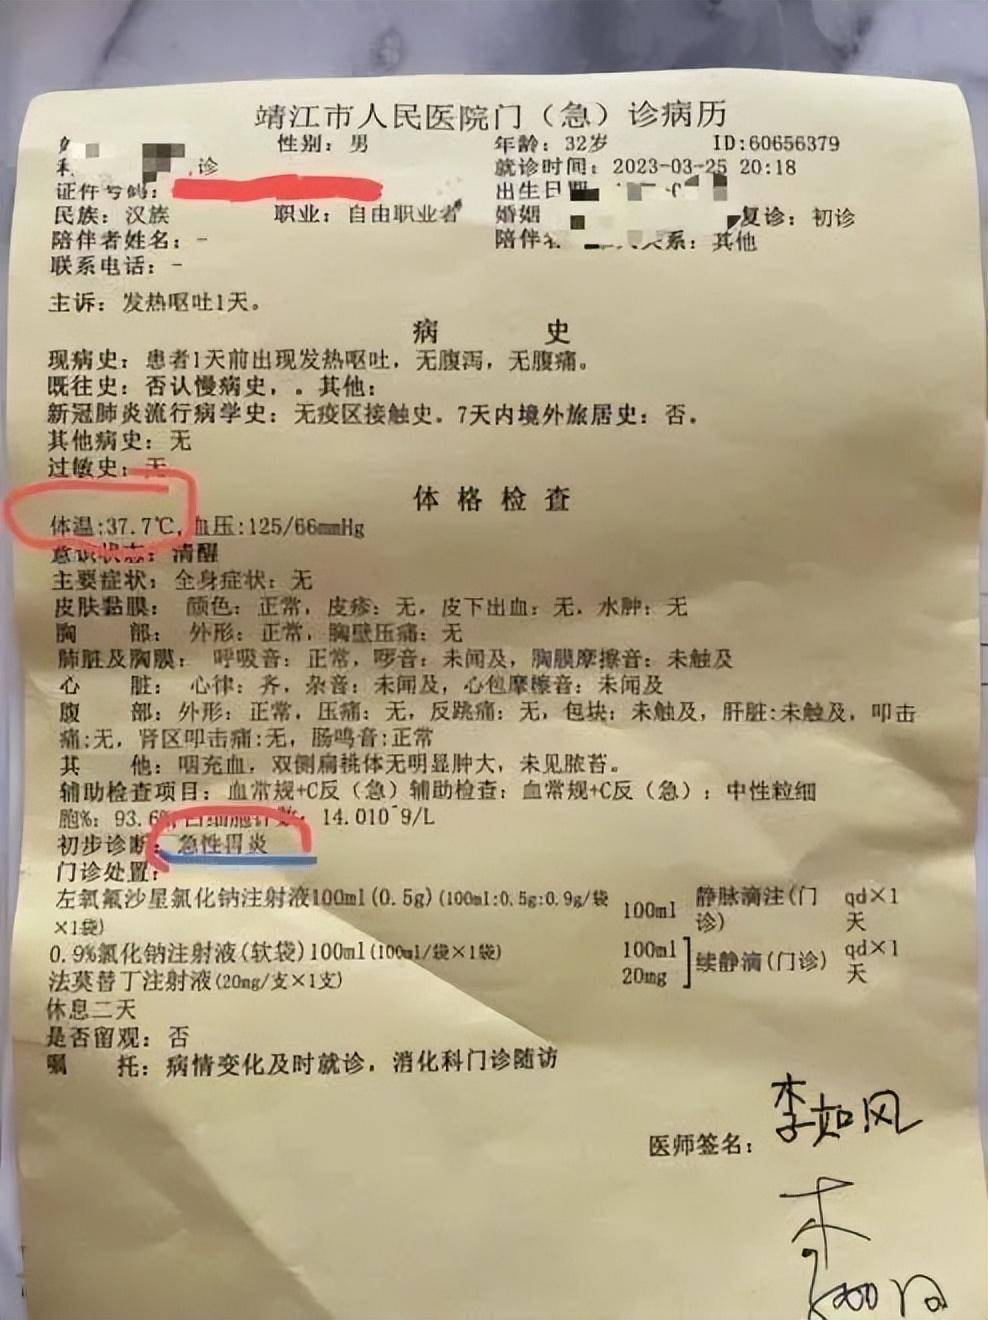 靖江市人民医院门（急）诊病历
性别：男 年龄：32岁 ID:60656379
诊 就诊时间：2023-03-25 20:18
证件号码： 出生日期
民族：汉族 职业：自由职业者 婚姻 复诊：初诊
陪伴者姓名：- 陪伴者 关系：其他
联系电话：-
主诉：发热呕吐1天。
病 史
现病史：患者1天前出现发热呕吐，无腹泻，无腹痛。
既往史：否认慢病史，。其他：
新冠肺炎流行病学史：无疫区接触史。7天内境外旅居史：否。
其他病史：无
过敏史：无
体格检查
体温:37.7℃,血压:125/66mmHg
意识状态：清醒
主要症状：全身症状：无
皮肤黏膜： 颜色：正常，皮疹：无，皮下出血：无，水肿：无
胸 部： 外形：正常，胸壁压痛：无
肺脏及胸膜： 呼吸音：正常，啰音：未闻及，胸膜摩擦音：未触及
心 脏： 心律：齐，杂音：未闻及，心包摩擦音：未闻及
腹 部：外形：正常，压痛：无，反跳痛：无，包块：未触及，肝脏:未触及，叩击
痛:无，肾区叩击痛:无，肠鸣音:正常
其 他：咽充血，双侧扁桃体无明显肿大，未见脓苔。
辅助检查项目：血常规+C反（急）辅助检查：血常规+C反（急）：中性粒细
胞%：93.6%,白细胞计数：14.010^9/L
初步诊断：急性胃炎
门诊处置：
左氧氟沙星氯化钠注射液100ml(0.5g)(100ml:0.5g:0.9g/袋 100ml 静脉滴注(门 qd×1
×1袋) 诊) 天
0.9%氯化钠注射液(软袋)100ml(100ml/袋×1袋) 100ml 续静滴(门诊) qd×1
法莫替丁注射液(20mg/支×1支) 20mg 天
休息二天
是否留观：否
嘱 托：病情变化及时就诊，消化科门诊随访
医师签名： 李如风